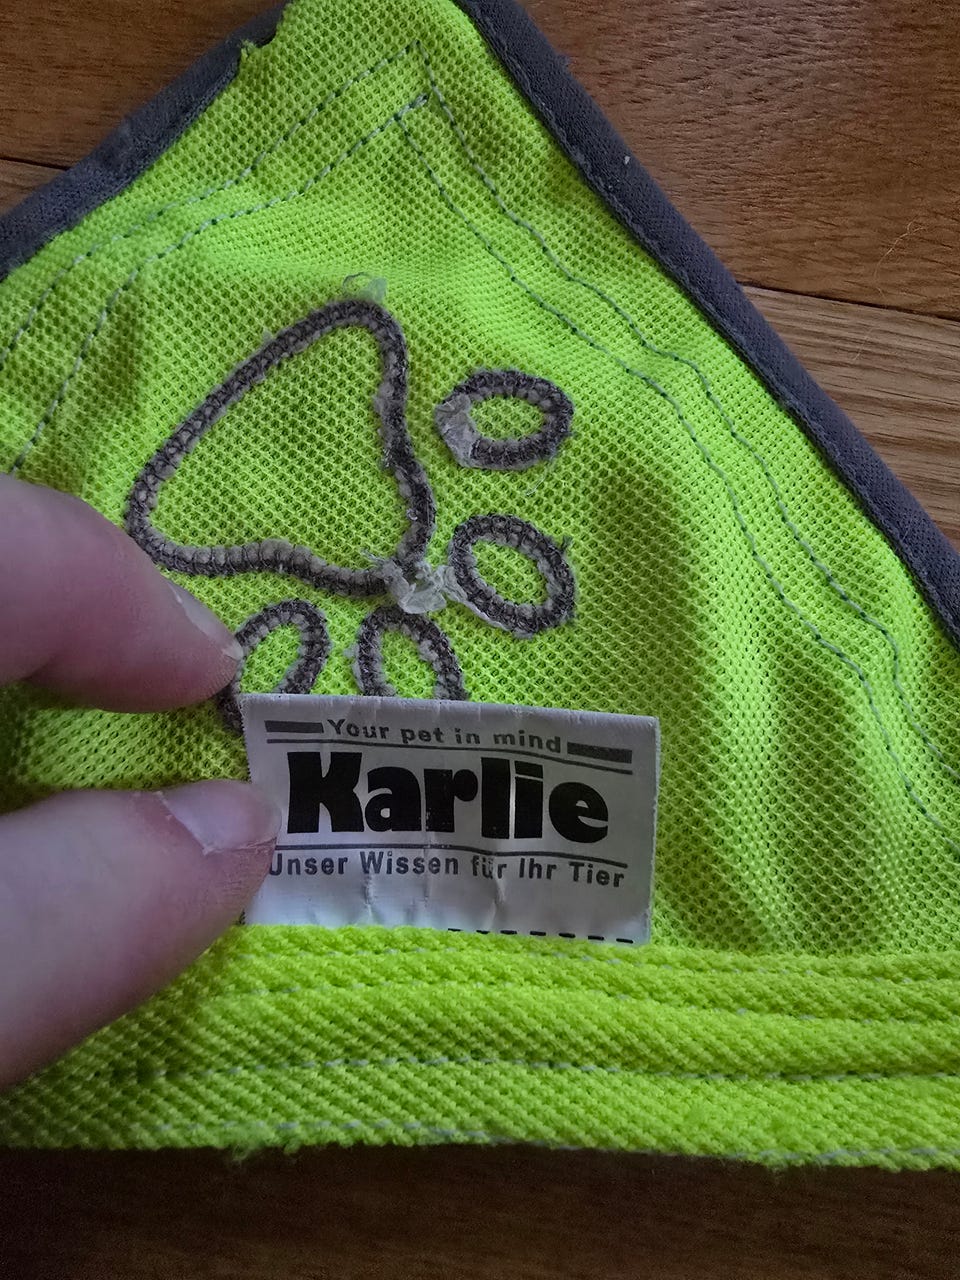 Your pet in mind
Karlie
Unser Wissen für Ihr Tier